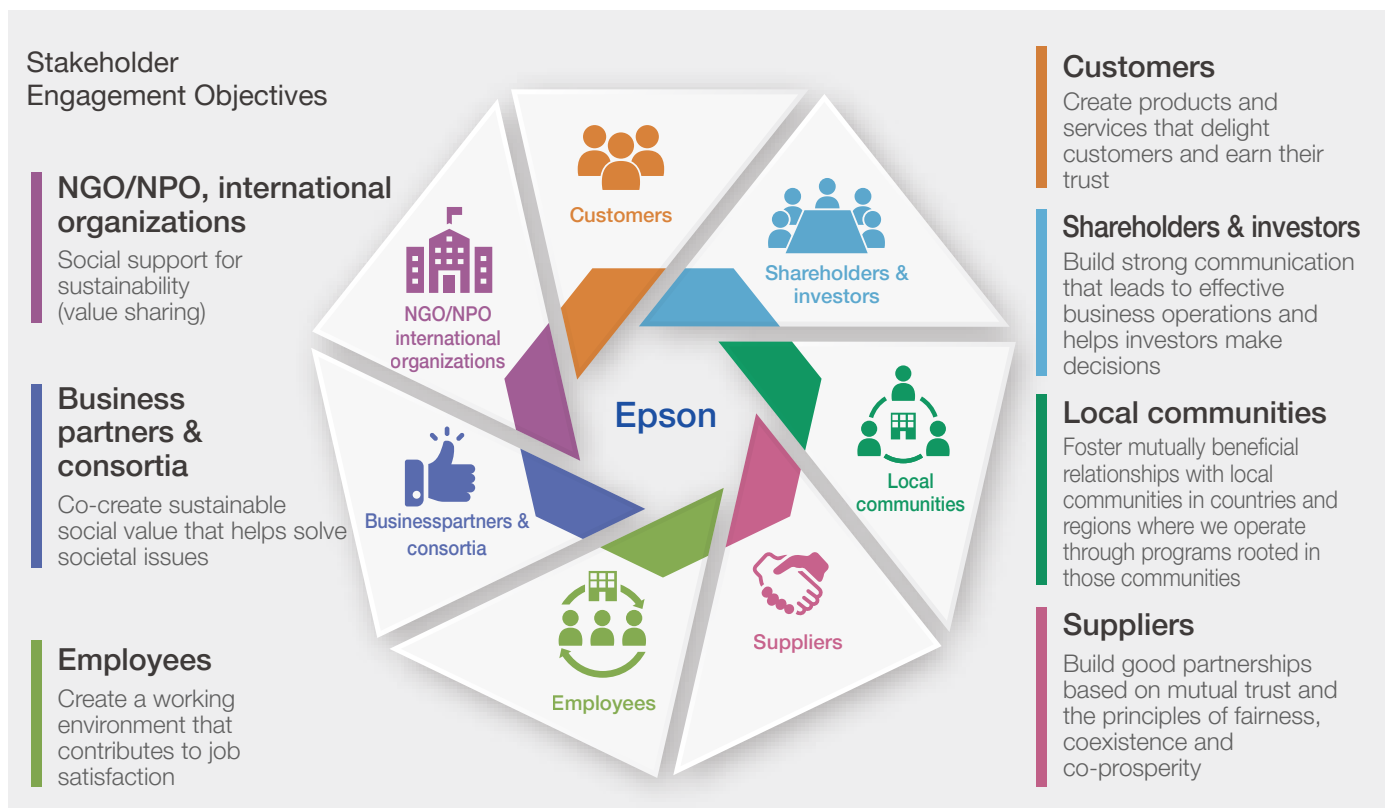 Stakeholder
Engagement Objectives
NGO/NPO, international
organizations
Social support for
sustainability
(value sharing)
Business
partners &
consortia
Co-create sustainable
social value that helps solve
societal issues
Employees
Create a working
environment that
contributes to job
satisfaction
Customers
Shareholders &
investors
NGO/NPO
international
organizations
Epson
Local
communities
Businesspartners &
consortia
Suppliers
Employees
Customers
Create products and
services that delight
customers and earn their
trust
Shareholders & investors
Build strong communication
that leads to effective
business operations and
helps investors make
decisions
Local communities
Foster mutually beneficial
relationships with local
communities in countries and
regions where we operate
through programs rooted in
those communities
Suppliers
Build good partnerships
based on mutual trust and
the principles of fairness,
coexistence and
co-prosperity